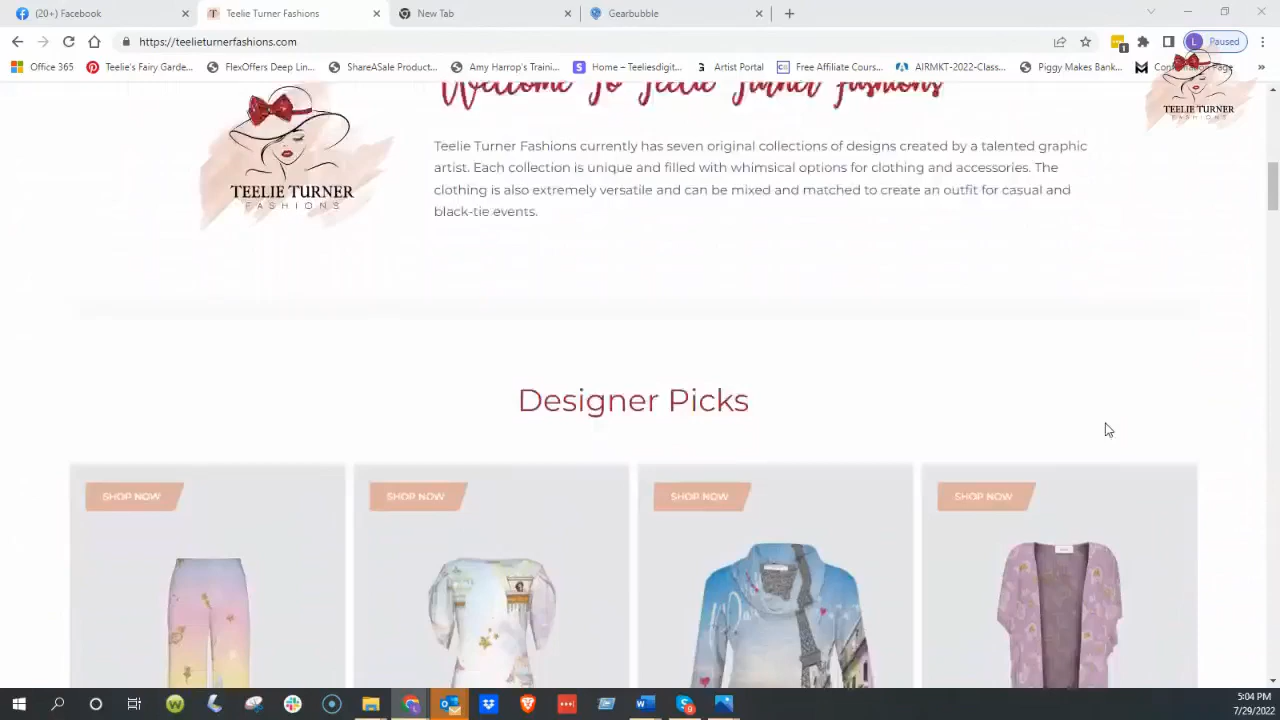 (20+) Facebook
Teelie Turner Fashions
New Tab
Gearbubble
https://teelieturnerfashions.com
Paused
Office 365
Teelie's Fairy Garde...
FlexOffers Deep Lin...
ShareASale Product...
Amy Harrop's Traini...
Home – Teeliesdigit...
Artist Portal
Free Affiliate Cours...
AIRMKT-2022-Class...
Piggy Makes Bank...
Welcome To Teelie Turner Fashions
TEELIE TURNER
FASHIONS
TEELIE TURNER
FASHIONS
Teelie Turner Fashions currently has seven original collections of designs created by a talented graphic
artist. Each collection is unique and filled with whimsical options for clothing and accessories. The
clothing is also extremely versatile and can be mixed and matched to create an outfit for casual and
black-tie events.
Designer Picks
SHOP NOW
SHOP NOW
SHOP NOW
SHOP NOW
5:04 PM
7/29/2022